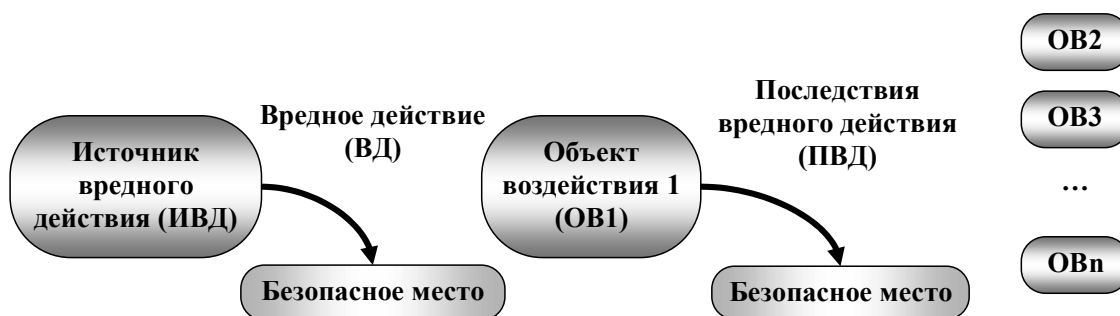 Источник
вредного
действия (ИВД)
Вредное действие
(ВД)
Безопасное место
Объект
воздействия 1
(ОВ1)
Последствия
вредного действия
(ПВД)
Безопасное место
ОВ2
ОВ3
...
ОВn